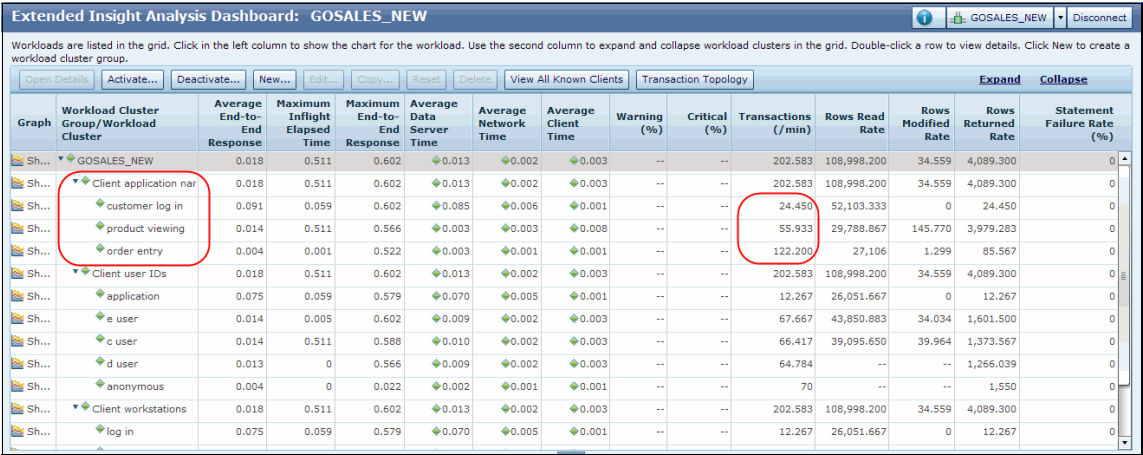 Extended Insight Analysis Dashboard: GOSALES_NEW
GOSALES_NEW Disconnect
Workloads are listed in the grid. Click in the left column to show the chart for the workload. Use the second column to expand and collapse workload clusters in the grid. Double-click a row to view details. Click New to create a
workload cluster group.
Open Details Activate... Deactivate... New... Edit... Copy... Reset Delete View All Known Clients Transaction Topology Expand Collapse
Graph Workload Cluster Group/Workload Cluster Average End-to-End Response Maximum Inflight Elapsed Time Maximum End-to-End Response Average Data Server Time Average Network Time Average Client Time Warning (%) Critical (%) Transactions (/min) Rows Read Rate Rows Modified Rate Rows Returned Rate Statement Failure Rate (%)
Sh... GOSALES_NEW 0.018 0.511 0.602 0.013 0.002 0.003 -- -- 202.583 108,998.200 34.559 4,089.300 0
Sh... Client application nar 0.018 0.511 0.602 0.013 0.002 0.003 -- -- 202.583 108,998.200 34.559 4,089.300 0
Sh... customer log in 0.091 0.059 0.602 0.085 0.006 0.001 -- -- 24.450 52,103.333 0 24.450 0
Sh... product viewing 0.014 0.511 0.566 0.003 0.003 0.008 -- -- 55.933 29,788.867 145.770 3,979.283 0
Sh... order entry 0.004 0.001 0.522 0.003 0.001 0.001 -- -- 122.200 27,106 1.299 85.567 0
Sh... Client user IDs 0.018 0.511 0.602 0.013 0.002 0.003 -- -- 202.583 108,998.200 34.559 4,089.300 0
Sh... application 0.075 0.059 0.579 0.070 0.005 0.001 -- -- 12.267 26,051.667 0 12.267 0
Sh... e user 0.014 0.005 0.602 0.009 0.002 0.003 -- -- 67.667 43,850.883 34.034 1,601.500 0
Sh... c user 0.014 0.511 0.588 0.010 0.002 0.003 -- -- 66.417 39,095.650 39.964 1,373.567 0
Sh... d user 0.013 0 0.566 0.009 0.002 0.003 -- -- 64.784 -- -- 1,266.039 0
Sh... anonymous 0.004 0 0.022 0.002 0.001 0.001 -- -- 70 -- -- 1,550 0
Sh... Client workstations 0.018 0.511 0.602 0.013 0.002 0.003 -- -- 202.583 108,998.200 34.559 4,089.300 0
Sh... log in 0.075 0.059 0.579 0.070 0.005 0.001 -- -- 12.267 26,051.667 0 12.267 0